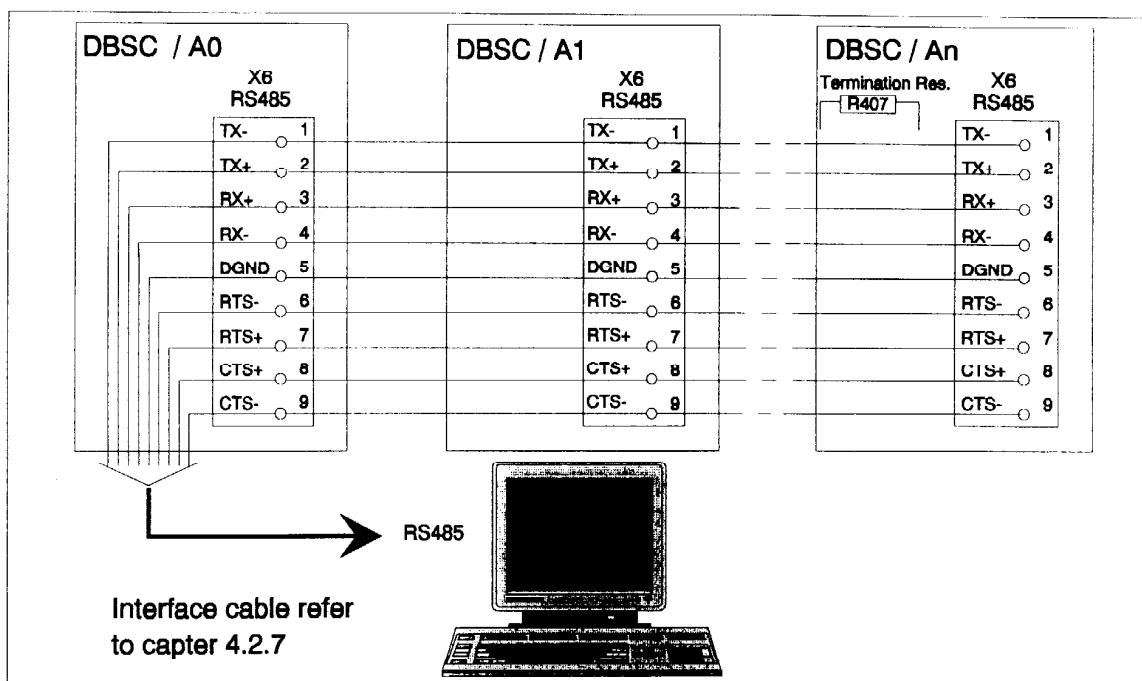 DBSC / A0
X6
RS485
TX- 1
TX+ 2
RX+ 3
RX- 4
DGND 5
RTS- 6
RTS+ 7
CTS+ 8
CTS- 9
DBSC / A1
X6
RS485
TX- 1
TX+ 2
RX+ 3
RX- 4
DGND 5
RTS- 6
RTS+ 7
CTS+ 8
CTS- 9
DBSC / An
Termination Res.
R407
X6
RS485
TX- 1
TX+ 2
RX+ 3
RX- 4
DGND 5
RTS- 6
RTS+ 7
CTS+ 8
CTS- 9
RS485
Interface cable refer
to capter 4.2.7